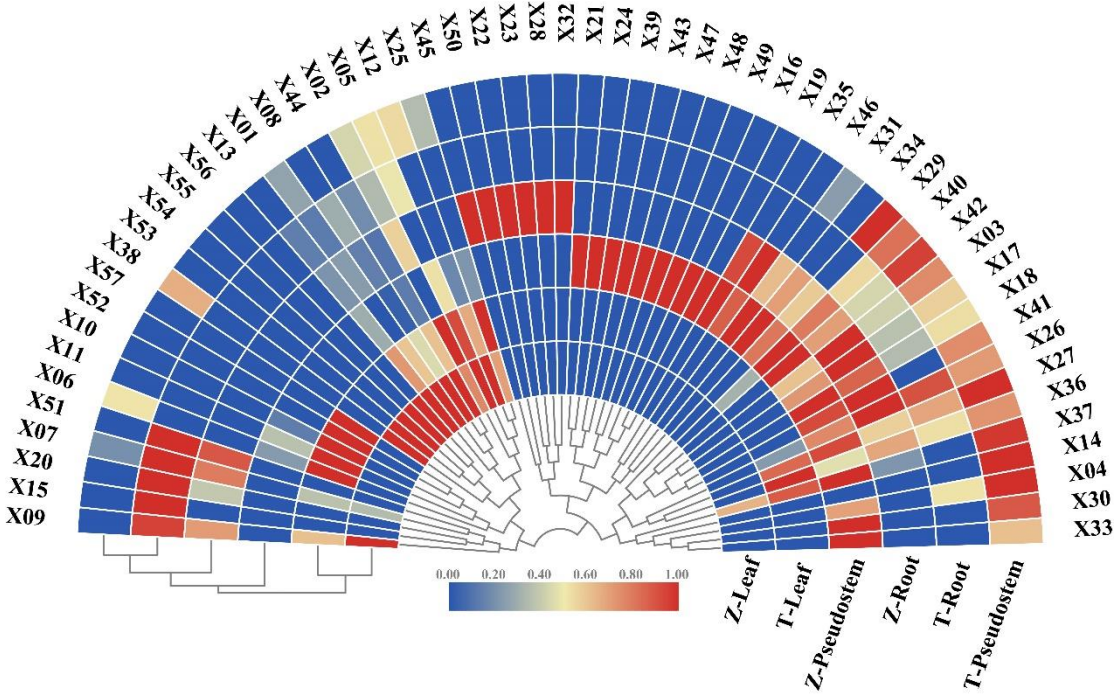 X09
X15
X20
X07
X51
X06
X11
X10
X52
X57
X38
X53
X54
X55
X56
X13
X01
X08
X44
X02
X05
X12
X25
X45
X50
X22
X23
X28
X32
X21
X24
X39
X43
X47
X48
X49
X16
X19
X35
X46
X31
X34
X29
X40
X42
X03
X17
X18
X41
X26
X27
X36
X37
X14
X04
X30
X33
0.00 0.20 0.40 0.60 0.80 1.00
Z-Leaf
T-Leaf
Z-Pseudostem
Z-Root
T-Root
T-Pseudostem